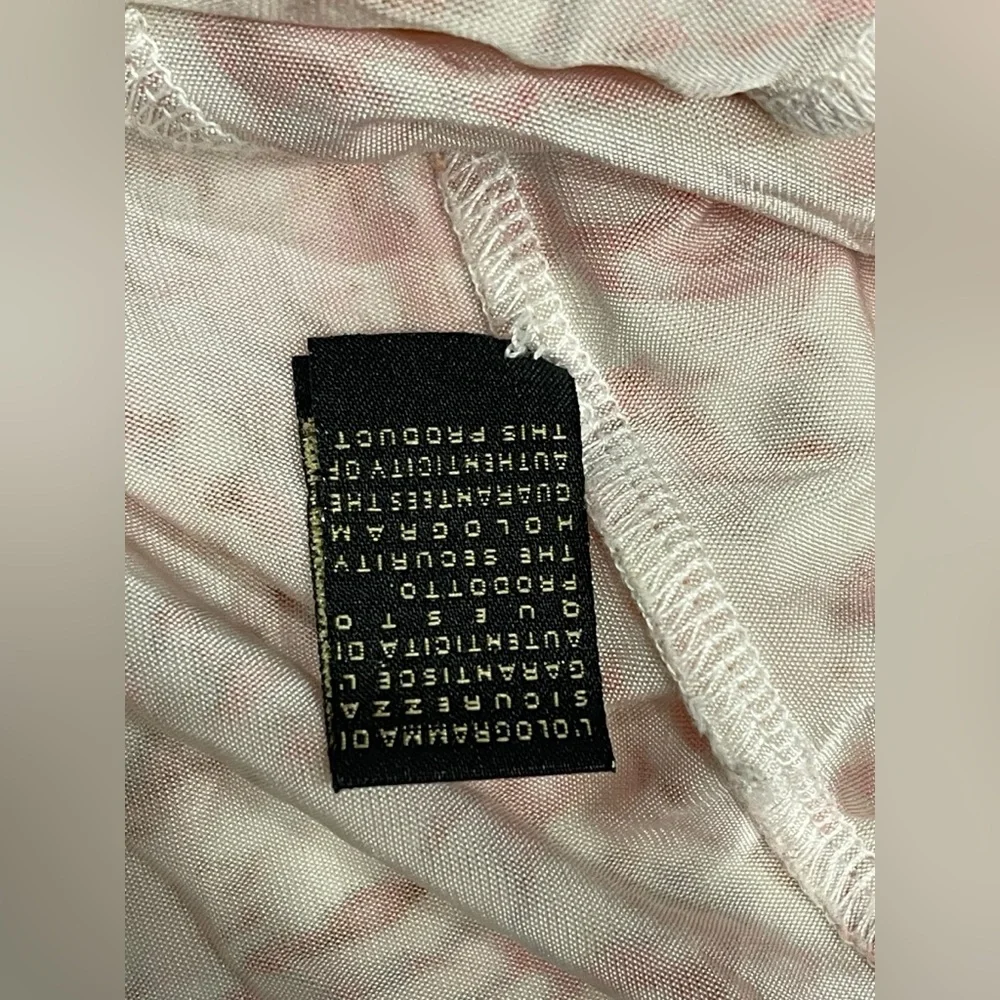 L'OLOGRAMMA DI
SICUREZZA
GARANTISCE L'
AUTENTICITA DI
QUESTO
PRODOTTO
THE SECURITY
HOLOGRAM
GUARANTEES THE
AUTHENTICITY OF
THIS PRODUCT